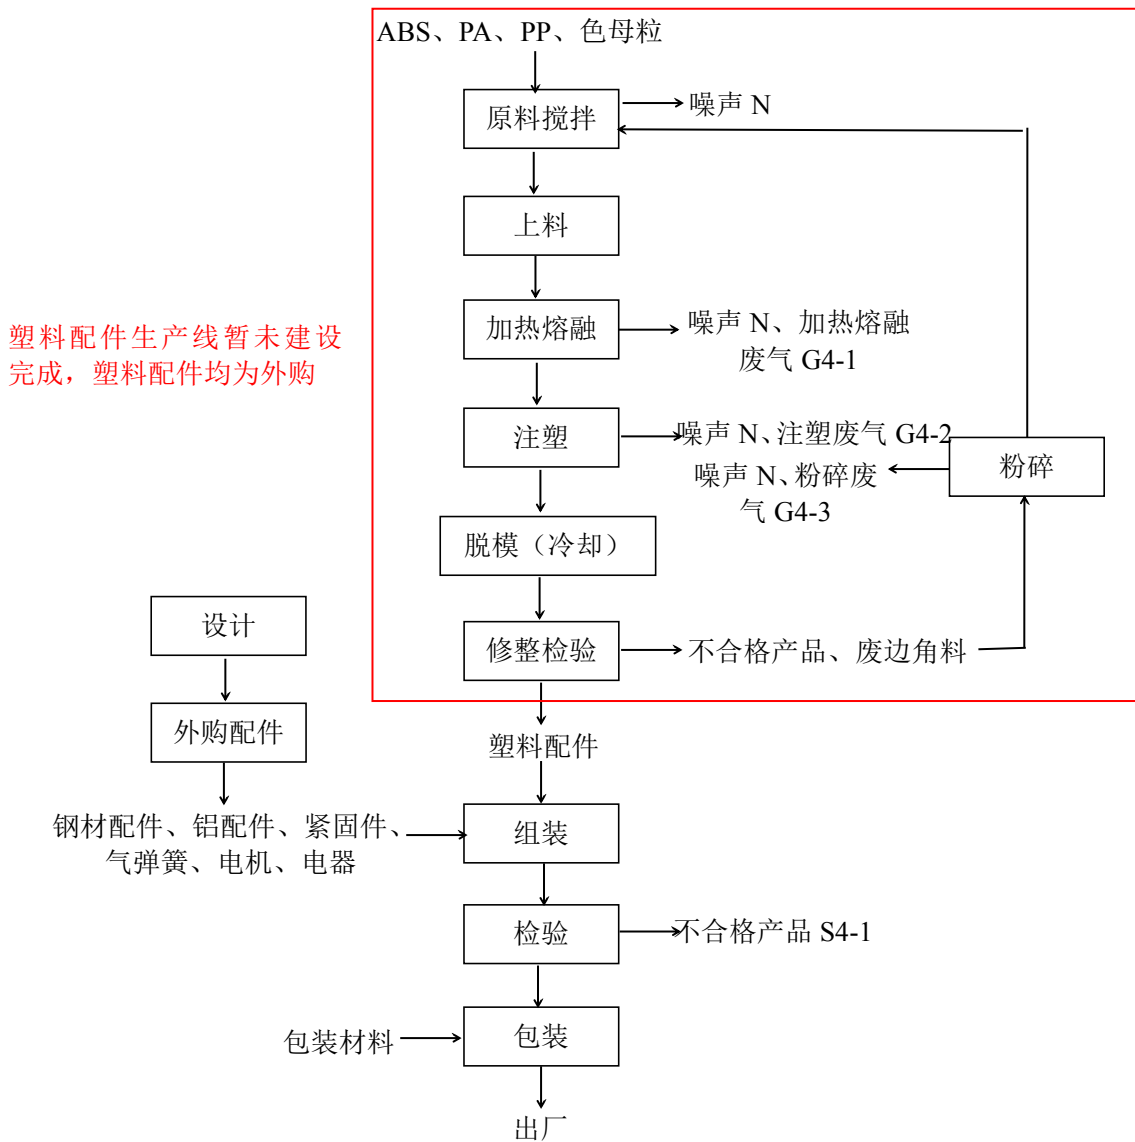 ABS、PA、PP、色母粒
原料搅拌
噪声 N
上料
加热熔融
噪声 N、加热熔融
废气 G4-1
塑料配件生产线暂未建设
完成，塑料配件均为外购
注塑
噪声 N、注塑废气 G4-2
粉碎
噪声 N、粉碎废
气 G4-3
脱模（冷却）
设计
修整检验
不合格产品、废边角料
外购配件
塑料配件
钢材配件、铝配件、紧固件、
气弹簧、电机、电器
组装
检验
不合格产品 S4-1
包装材料
包装
出厂